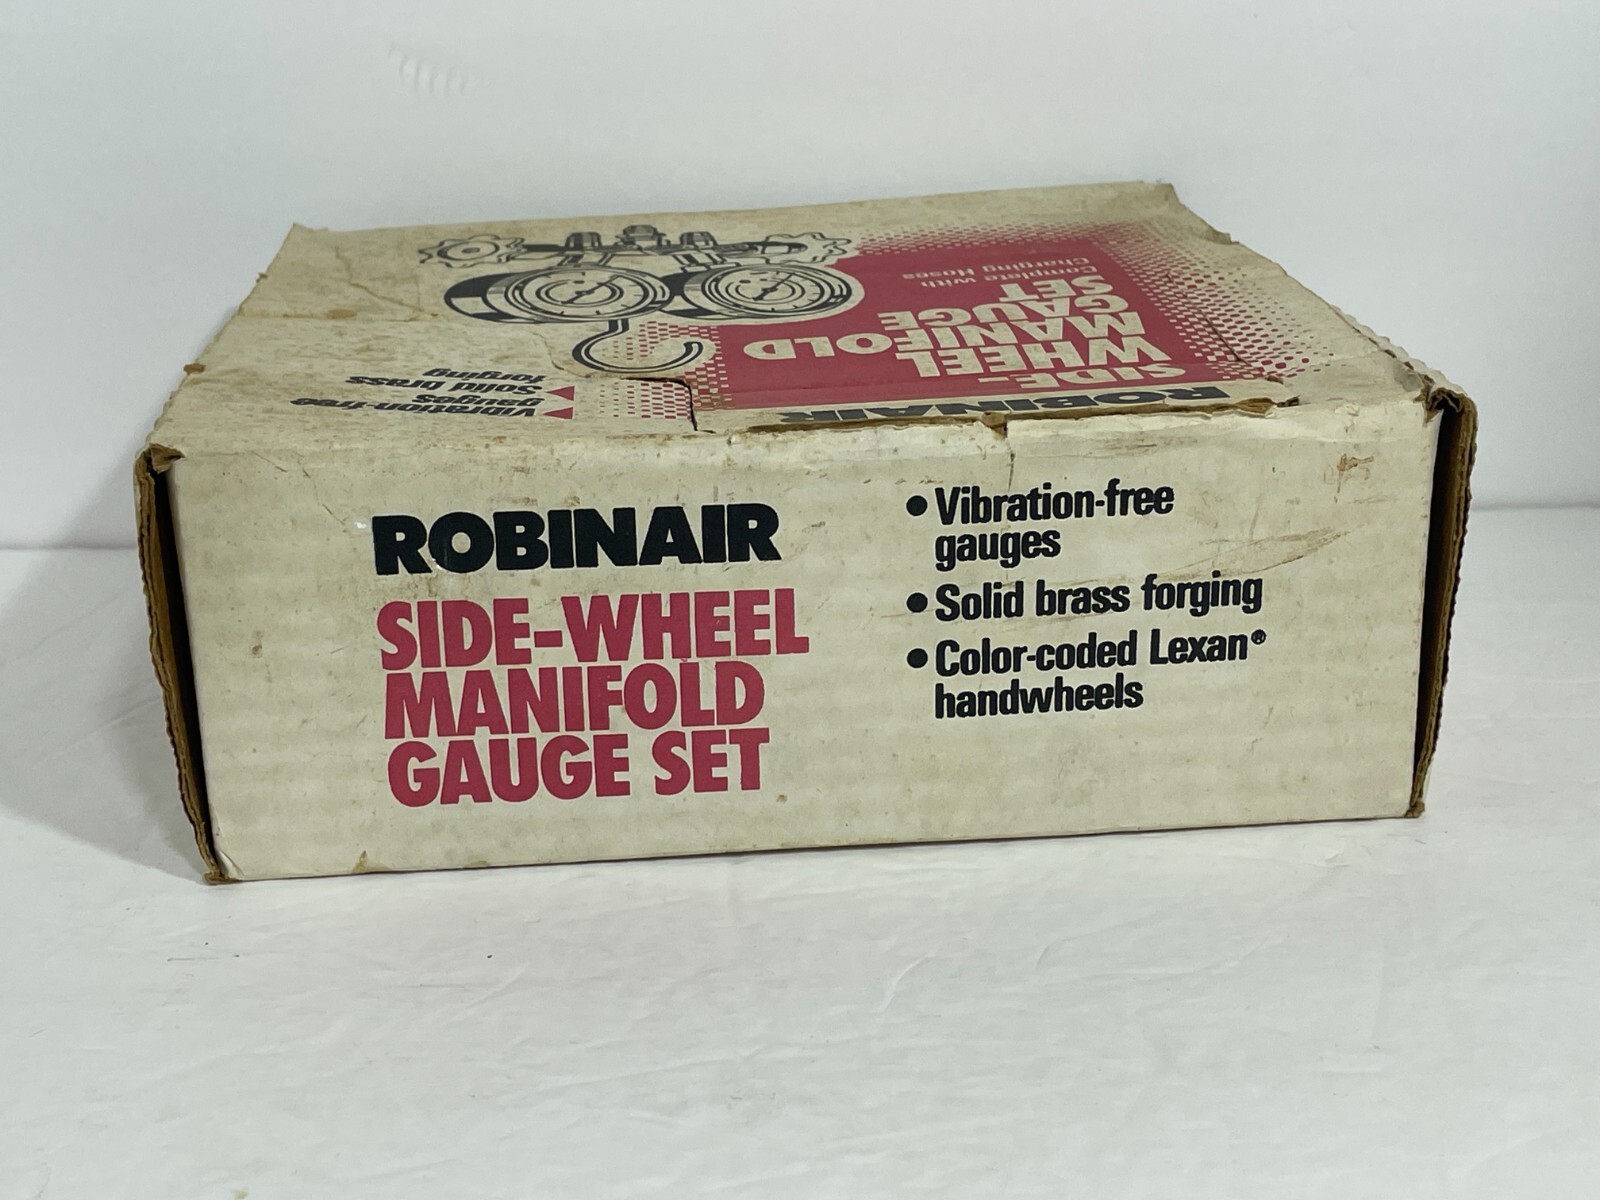 ROBINAIR
SIDE-
WHEEL
MANIFOLD
GAUGE
SET
Complete with
Charging Hoses
Vibration-free
gauges
Solid brass
forging
ROBINAIR
SIDE-WHEEL
MANIFOLD
GAUGE SET
• Vibration-free
gauges
• Solid brass forging
• Color-coded Lexan®
handwheels